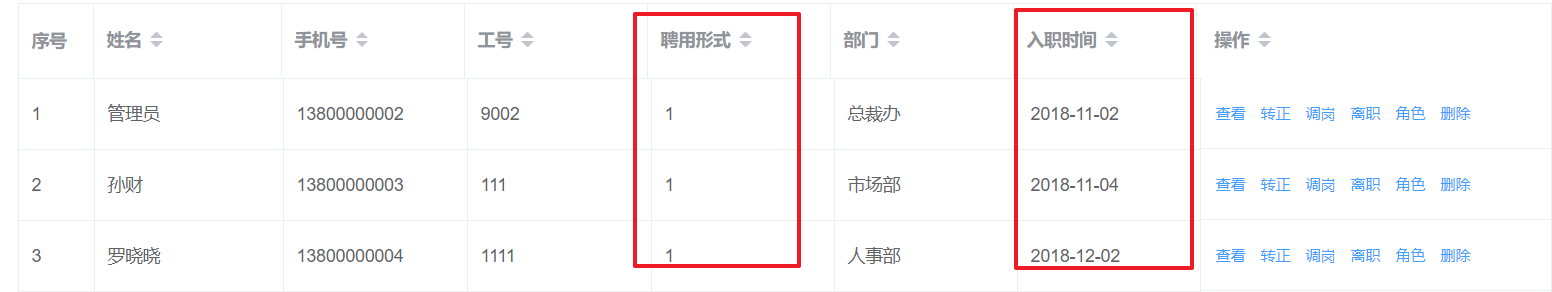 序号 姓名 手机号 工号 聘用形式 部门 入职时间 操作
1 管理员 13800000002 9002 1 总裁办 2018-11-02 查看 转正 调岗 离职 角色 删除
2 孙财 13800000003 111 1 市场部 2018-11-04 查看 转正 调岗 离职 角色 删除
3 罗晓晓 13800000004 1111 1 人事部 2018-12-02 查看 转正 调岗 离职 角色 删除